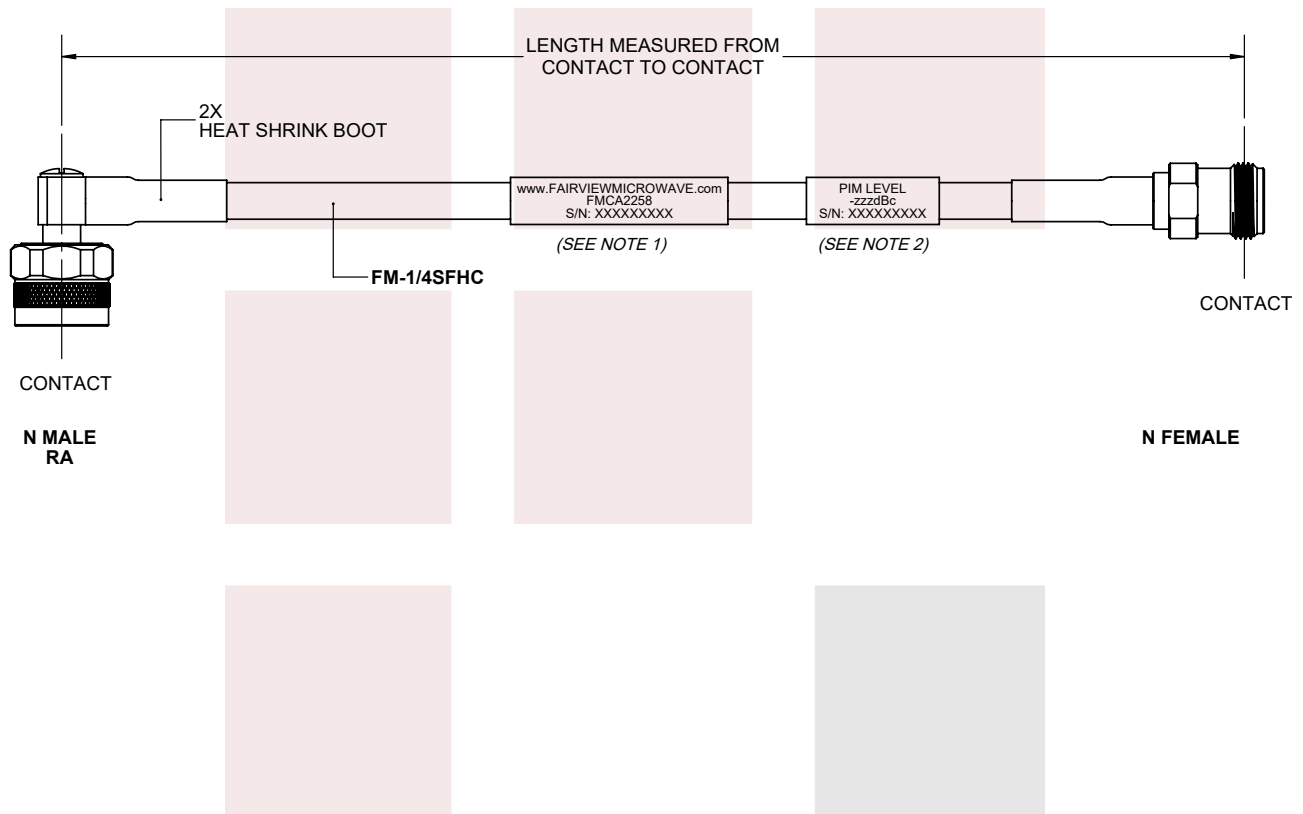 LENGTH MEASURED FROM
CONTACT TO CONTACT
2X
HEAT SHRINK BOOT
www.FAIRVIEWMICROWAVE.com
FMCA2258
S/N: XXXXXXXXX
PIM LEVEL
-zzzdBc
S/N: XXXXXXXXX
(SEE NOTE 1)
(SEE NOTE 2)
FM-1/4SFHC
CONTACT
CONTACT
N MALE
RA
N FEMALE